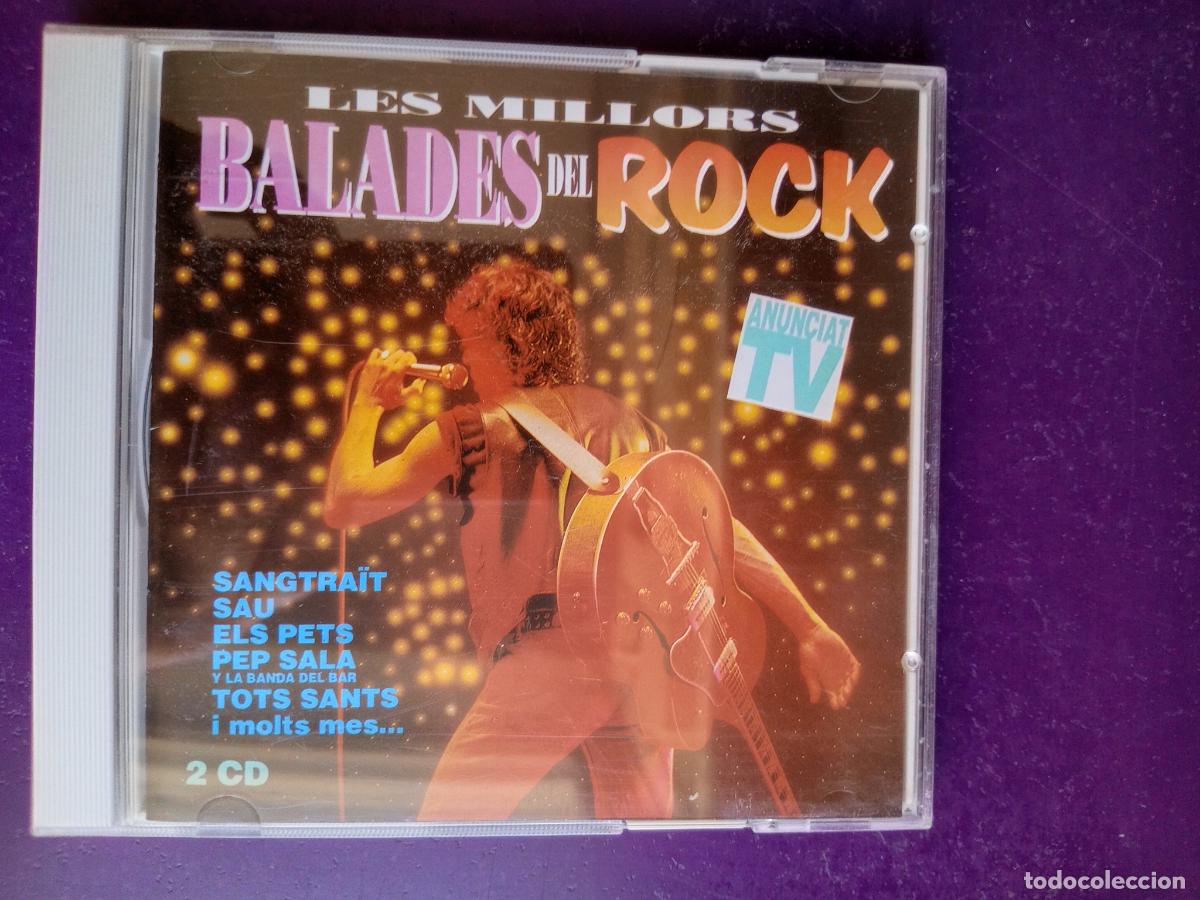 LES MILLORS
BALADES DEL ROCK
ANUNCIAT
TV
SANGTRAÏT
SAU
ELS PETS
PEP SALA
Y LA BANDA DEL BAR
TOTS SANTS
i molts mes...
2 CD
todocoleccion